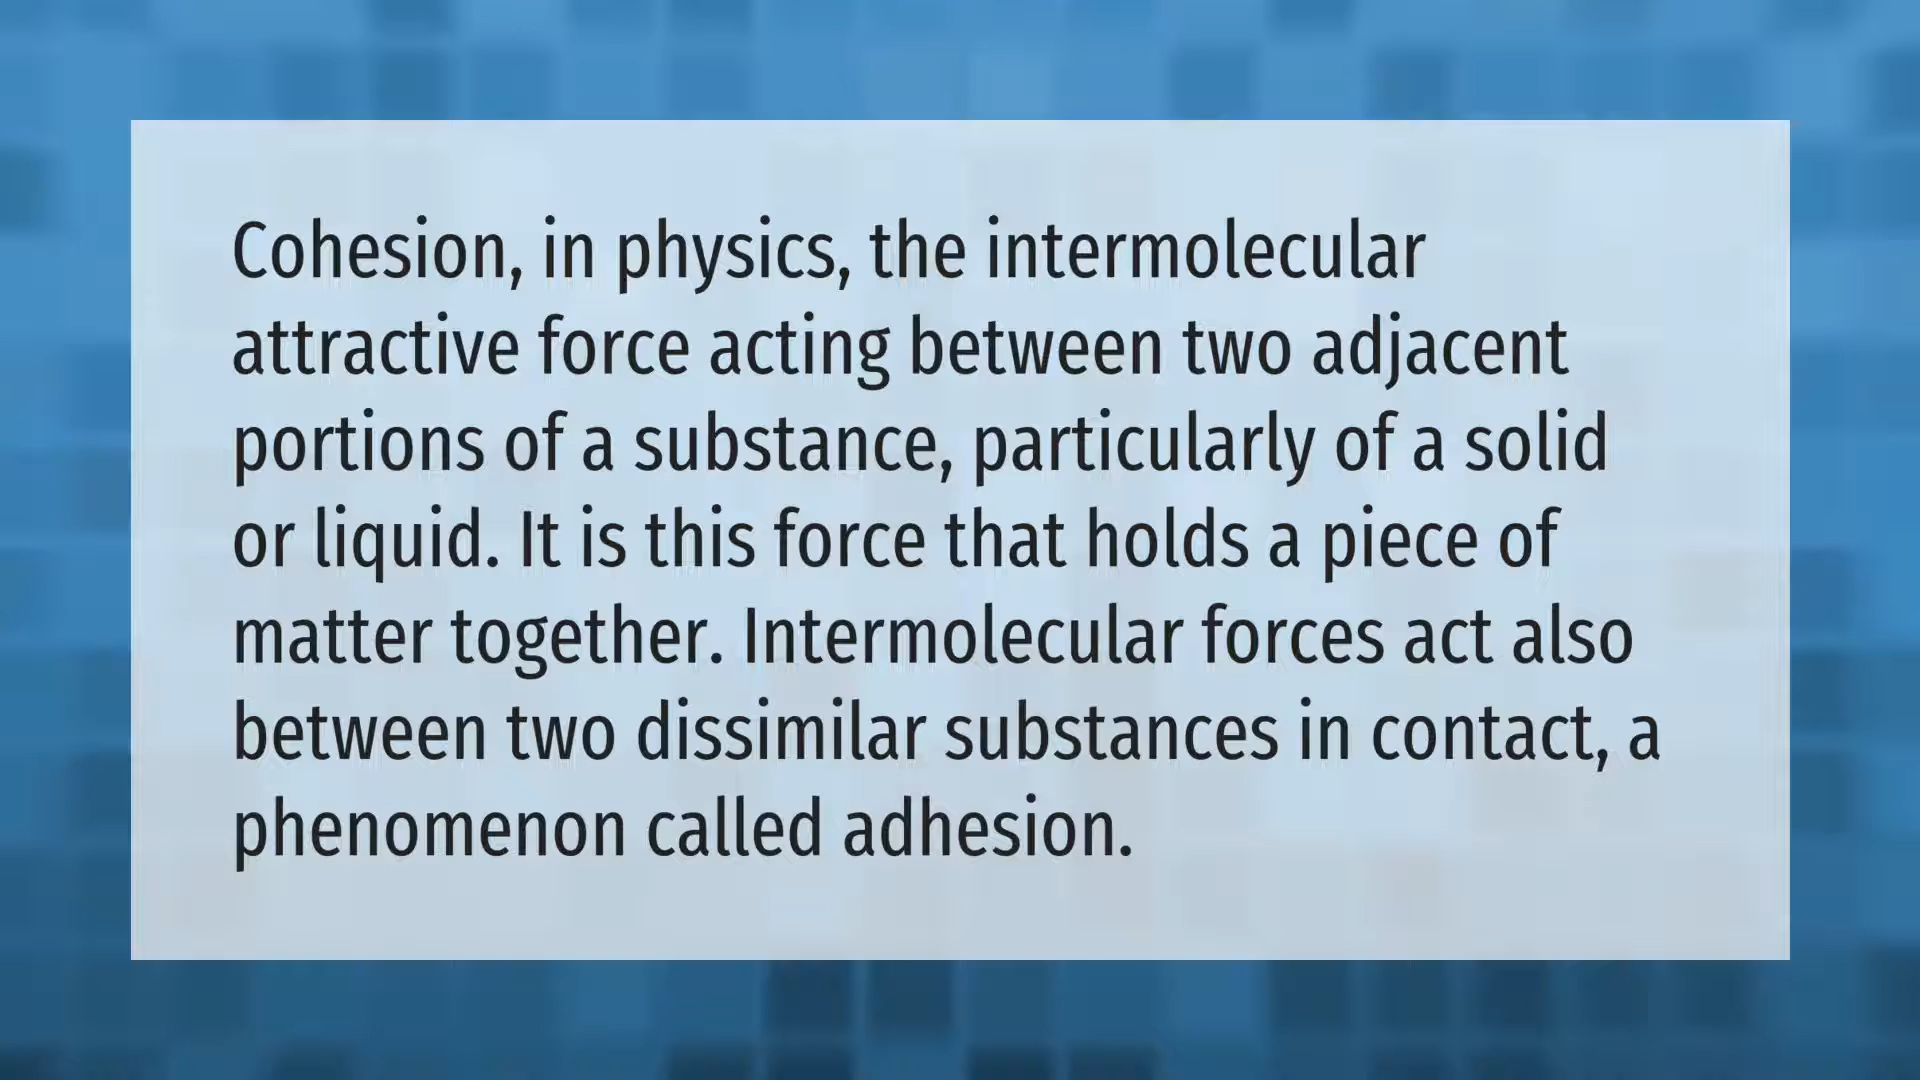 Cohesion, in physics, the intermolecular
attractive force acting between two adjacent
portions of a substance, particularly of a solid
or liquid. It is this force that holds a piece of
matter together. Intermolecular forces act also
between two dissimilar substances in contact, a
phenomenon called adhesion.